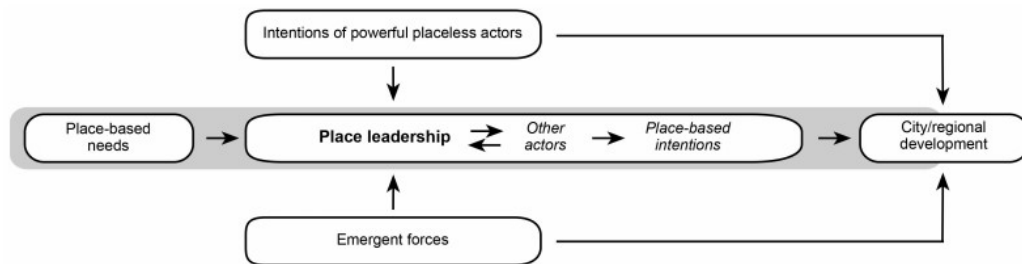 Intentions of powerful placeless actors
Place-based
needs
Place leadership
Other
actors
Place-based
intentions
City/regional
development
Emergent forces